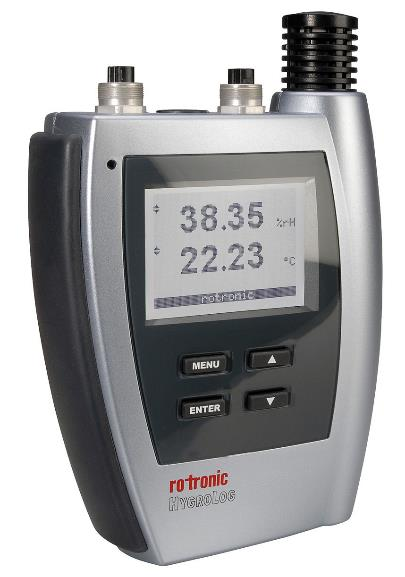 38.35 %rH
22.23 °C
rotronic
MENU ▲
ENTER ▼
rotronic
HYGROLOG